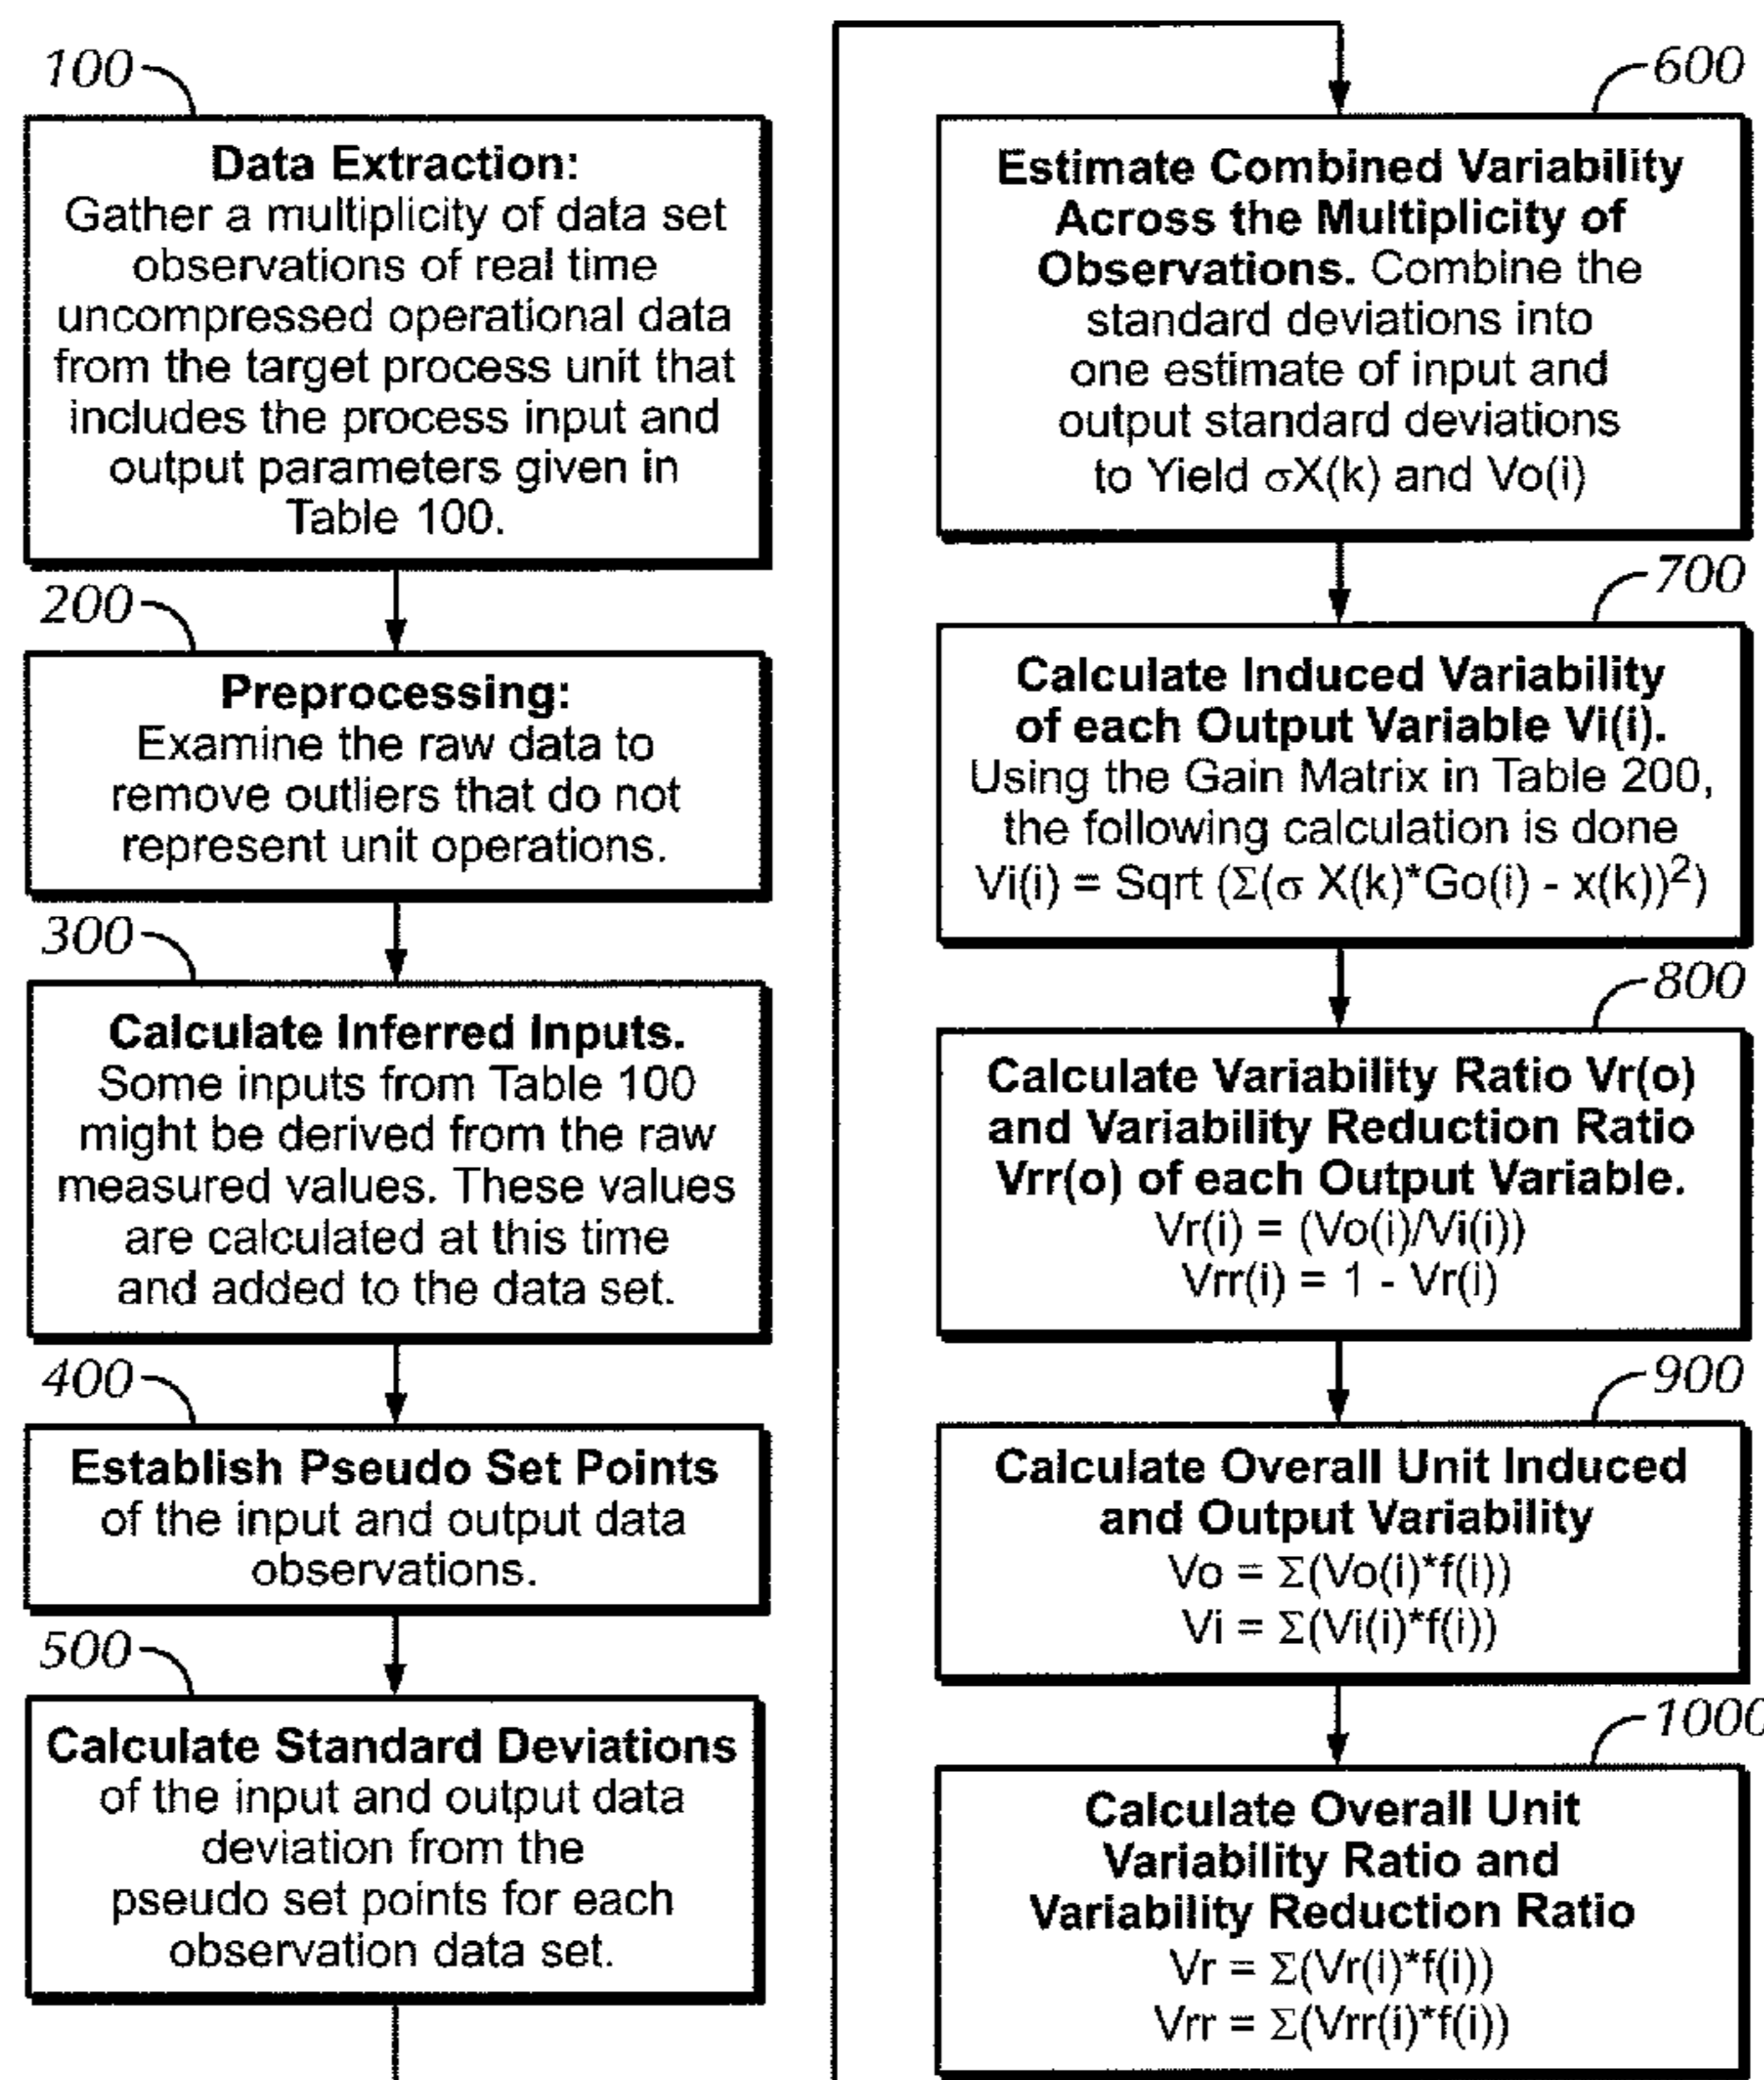 100
Data Extraction:
Gather a multiplicity of data set
observations of real time
uncompressed operational data
from the target process unit that
includes the process input and
output parameters given in
Table 100.
200
Preprocessing:
Examine the raw data to
remove outliers that do not
represent unit operations.
300
Calculate Inferred Inputs.
Some inputs from Table 100
might be derived from the raw
measured values. These values
are calculated at this time
and added to the data set.
400
Establish Pseudo Set Points
of the input and output data
observations.
500
Calculate Standard Deviations
of the input and output data
deviation from the
pseudo set points for each
observation data set.
600
Estimate Combined Variability
Across the Multiplicity of
Observations. Combine the
standard deviations into
one estimate of input and
output standard deviations
to Yield σX(k) and Vo(i)
700
Calculate Induced Variability
of each Output Variable Vi(i).
Using the Gain Matrix in Table 200,
the following calculation is done
Vi(i) = Sqrt (Σ(σ X(k)*Go(i) - x(k))²)
800
Calculate Variability Ratio Vr(o)
and Variability Reduction Ratio
Vrr(o) of each Output Variable.
Vr(i) = (Vo(i)/Vi(i))
Vrr(i) = 1 - Vr(i)
900
Calculate Overall Unit Induced
and Output Variability
Vo = Σ(Vo(i)*f(i))
Vi = Σ(Vi(i)*f(i))
1000
Calculate Overall Unit
Variability Ratio and
Variability Reduction Ratio
Vr = Σ(Vr(i)*f(i))
Vrr = Σ(Vrr(i)*f(i))